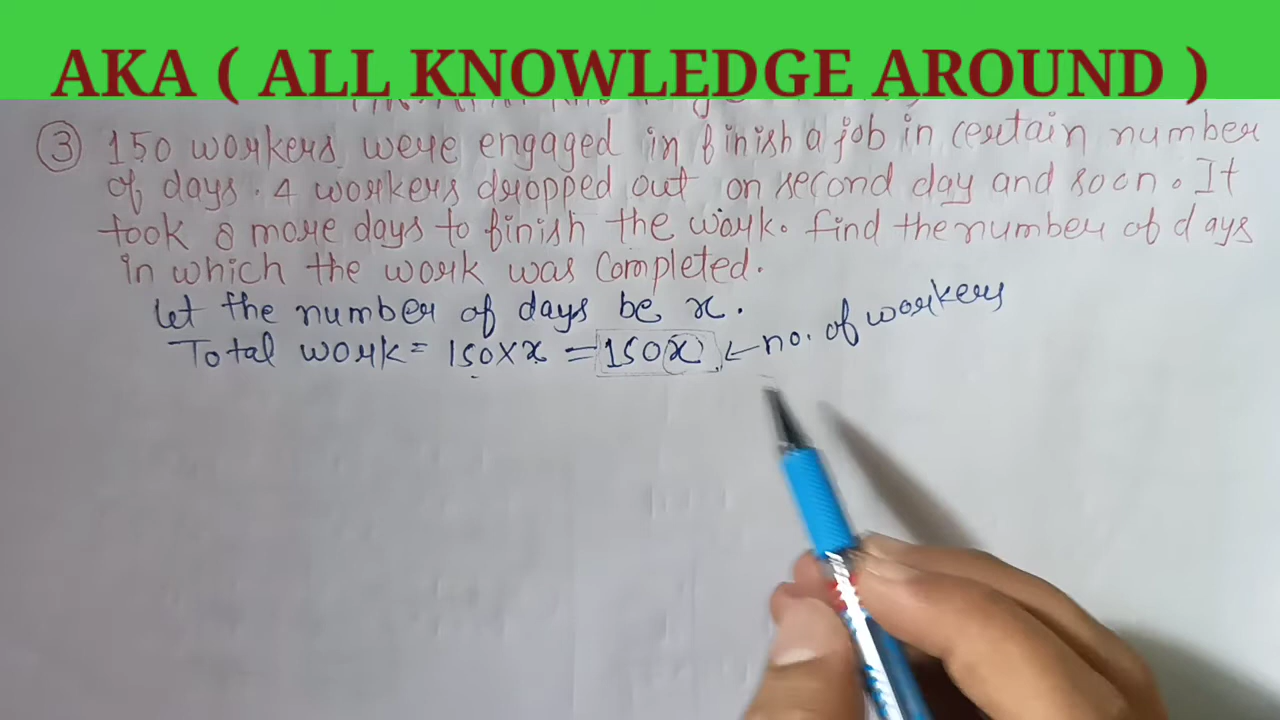 AKA ( ALL KNOWLEDGE AROUND )
3 150 workers were engaged in finish a job in certain number
of days. 4 workers dropped out on second day and soon. It
took 8 more days to finish the work. Find the number of days
in which the work was completed.
Let the number of days be x.
Total work = 150 x x = 150x ← no. of workers